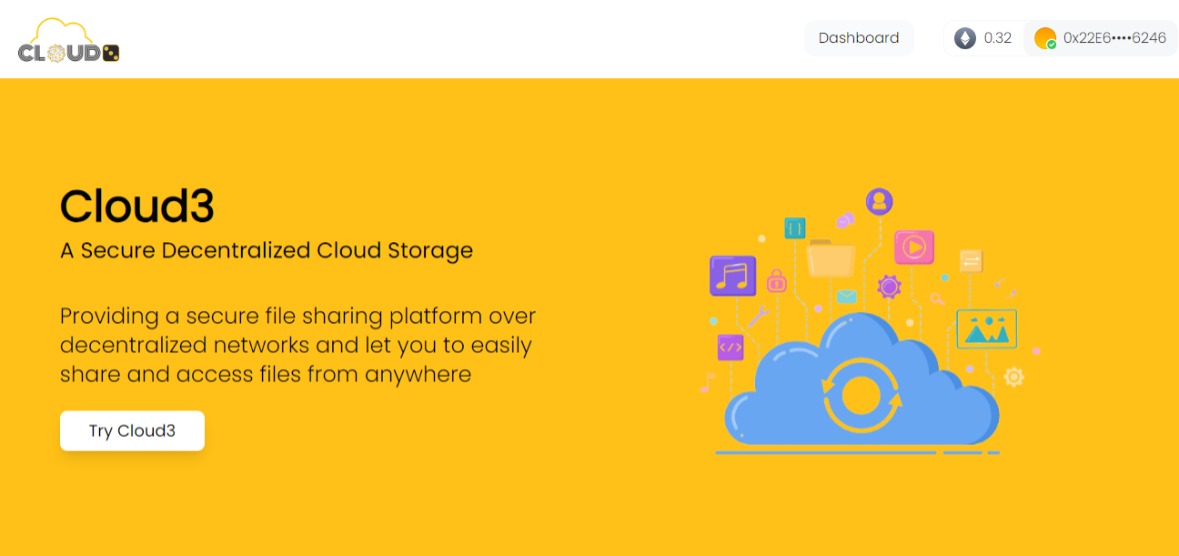 CLOUD
Dashboard
0.32
0x22E6••••6246
Cloud3
A Secure Decentralized Cloud Storage
Providing a secure file sharing platform over
decentralized networks and let you to easily
share and access files from anywhere
Try Cloud3
{}
</>